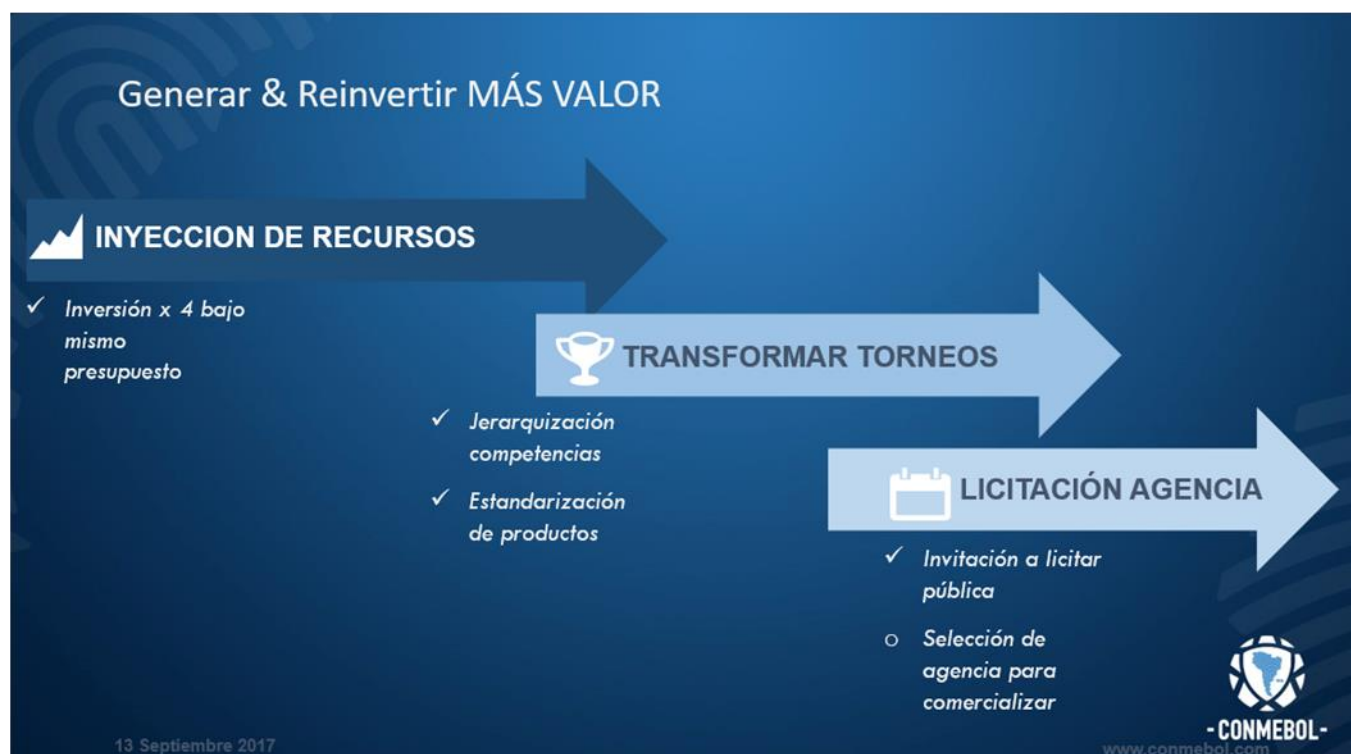 Generar & Reinvertir MÁS VALOR
INYECCION DE RECURSOS
✓ Inversión x 4 bajo
mismo
presupuesto
TRANSFORMAR TORNEOS
✓ Jerarquización
competencias
✓ Estandarización
de productos
LICITACIÓN AGENCIA
✓ Invitación a licitar
pública
o Selección de
agencia para
comercializar
-CONMEBOL-
13 Septiembre 2017
www.conmebol.com